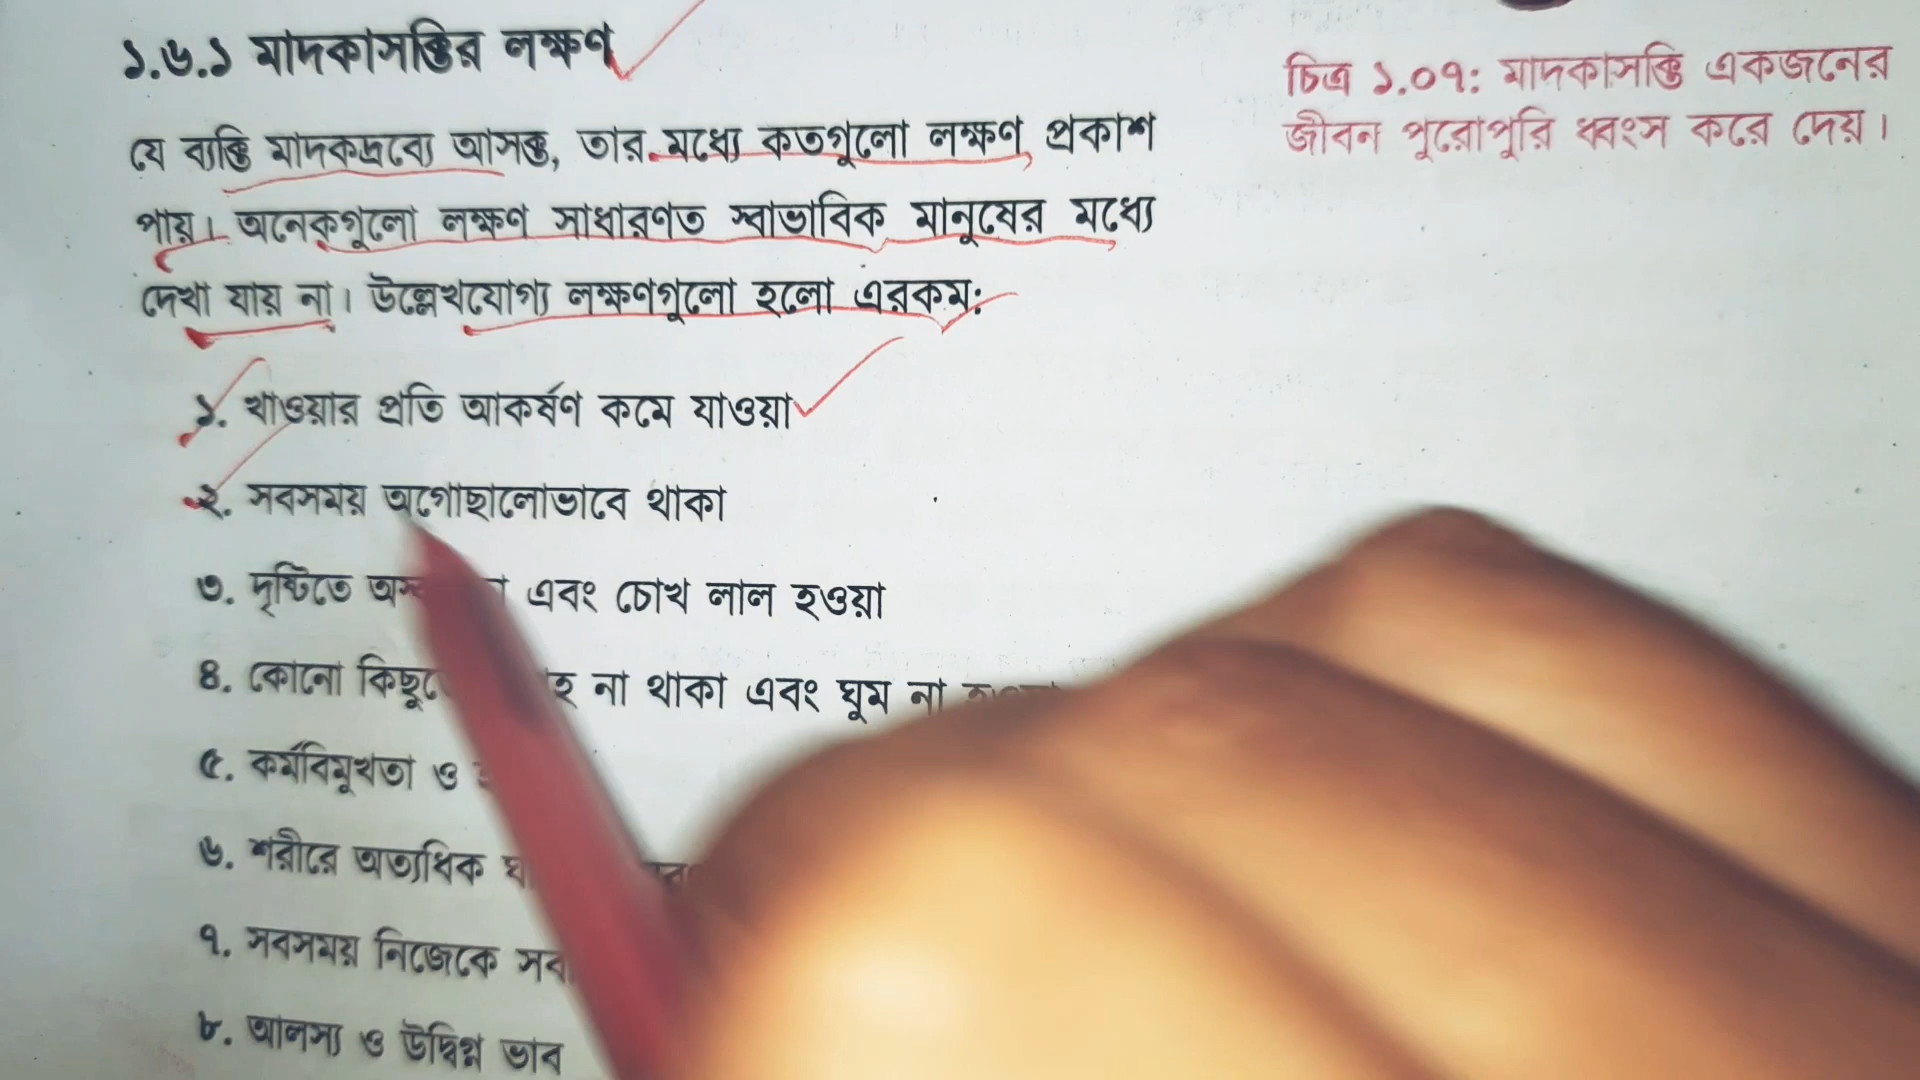 ১.৬.১ মাদকাসক্তির লক্ষণ
যে ব্যক্তি মাদকদ্রব্যে আসক্ত, তার মধ্যে কতগুলো লক্ষণ প্রকাশ
পায়। অনেকগুলো লক্ষণ সাধারণত স্বাভাবিক মানুষের মধ্যে
দেখা যায় না। উল্লেখযোগ্য লক্ষণগুলো হলো এরকম:
১. খাওয়ার প্রতি আকর্ষণ কমে যাওয়া
২. সবসময় অগোছালোভাবে থাকা
৩. দৃষ্টিতে এবং চোখ লাল হওয়া
৪. কোনো না থাকা এবং ঘুম না
৫. কর্মবিমুখতা ও
৬. শরীরে অত্যধিক
৭. সবসময় নিজেকে
৮. আলস্য ও উদ্বিগ্ন ভাব
চিত্র ১.০৭: মাদকাসক্তি একজনের
জীবন পুরোপুরি ধ্বংস করে দেয়।